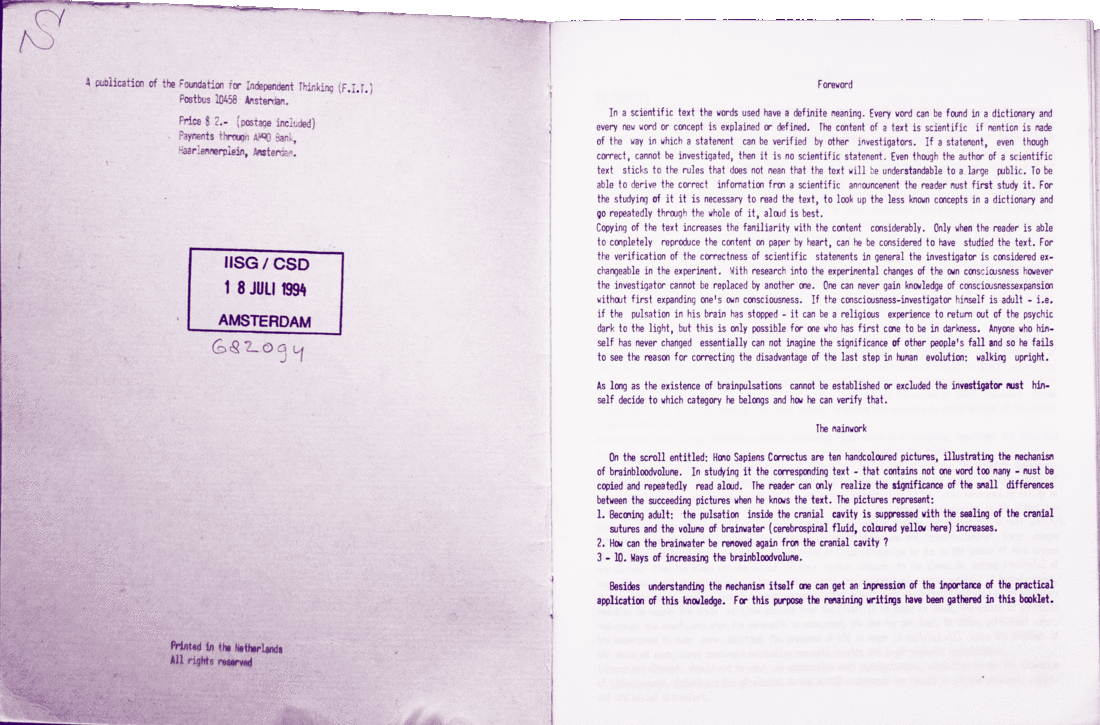 S
A publication of the Foundation for Independent Thinking (F.I.T.)
Postbus 10458 Amsterdam.
Price $ 2.- (postage included)
Payments through AMRO Bank,
Haarlemmerplein, Amsterdam.
IISG / CSD
1 8 JULI 1994
AMSTERDAM
682094
Printed in the Netherlands
All rights reserved
Foreword
In a scientific text the words used have a definite meaning. Every word can be found in a dictionary and
every new word or concept is explained or defined. The content of a text is scientific if mention is made
of the way in which a statement can be verified by other investigators. If a statement, even though
correct, cannot be investigated, then it is no scientific statement. Even though the author of a scientific
text sticks to the rules that does not mean that the text will be understandable to a large public. To be
able to derive the correct information from a scientific announcement the reader must first study it. For
the studying of it it is necessary to read the text, to look up the less known concepts in a dictionary and
go repeatedly through the whole of it, aloud is best.
Copying of the text increases the familiarity with the content considerably. Only when the reader is able
to completely reproduce the content on paper by heart, can he be considered to have studied the text. For
the verification of the correctness of scientific statements in general the investigator is considered ex-
changeable in the experiment. With research into the experimental changes of the own consciousness however
the investigator cannot be replaced by another one. One can never gain knowledge of consciousnessexpansion
without first expanding one's own consciousness. If the consciousness-investigator himself is adult - i.e.
if the pulsation in his brain has stopped - it can be a religious experience to return out of the psychic
dark to the light, but this is only possible for one who has first come to be in darkness. Anyone who him-
self has never changed essentially can not imagine the significance of other people's fall and so he fails
to see the reason for correcting the disadvantage of the last step in human evolution: walking upright.
As long as the existence of brainpulsations cannot be established or excluded the investigator must him-
self decide to which category he belongs and how he can verify that.
The mainwork
On the scroll entitled: Homo Sapiens Correctus are ten handcoloured pictures, illustrating the mechanism
of brainbloodvolume. In studying it the corresponding text - that contains not one word too many - must be
copied and repeatedly read aloud. The reader can only realize the significance of the small differences
between the succeeding pictures when he knows the text. The pictures represent:
1. Becoming adult: the pulsation inside the cranial cavity is suppressed with the sealing of the cranial
sutures and the volume of brainwater (cerebrospinal fluid, coloured yellow here) increases.
2. How can the brainwater be removed again from the cranial cavity ?
3 - 10. Ways of increasing the brainbloodvolume.
Besides understanding the mechanism itself one can get an impression of the importance of the practical
application of this knowledge. For this purpose the remaining writings have been gathered in this booklet.